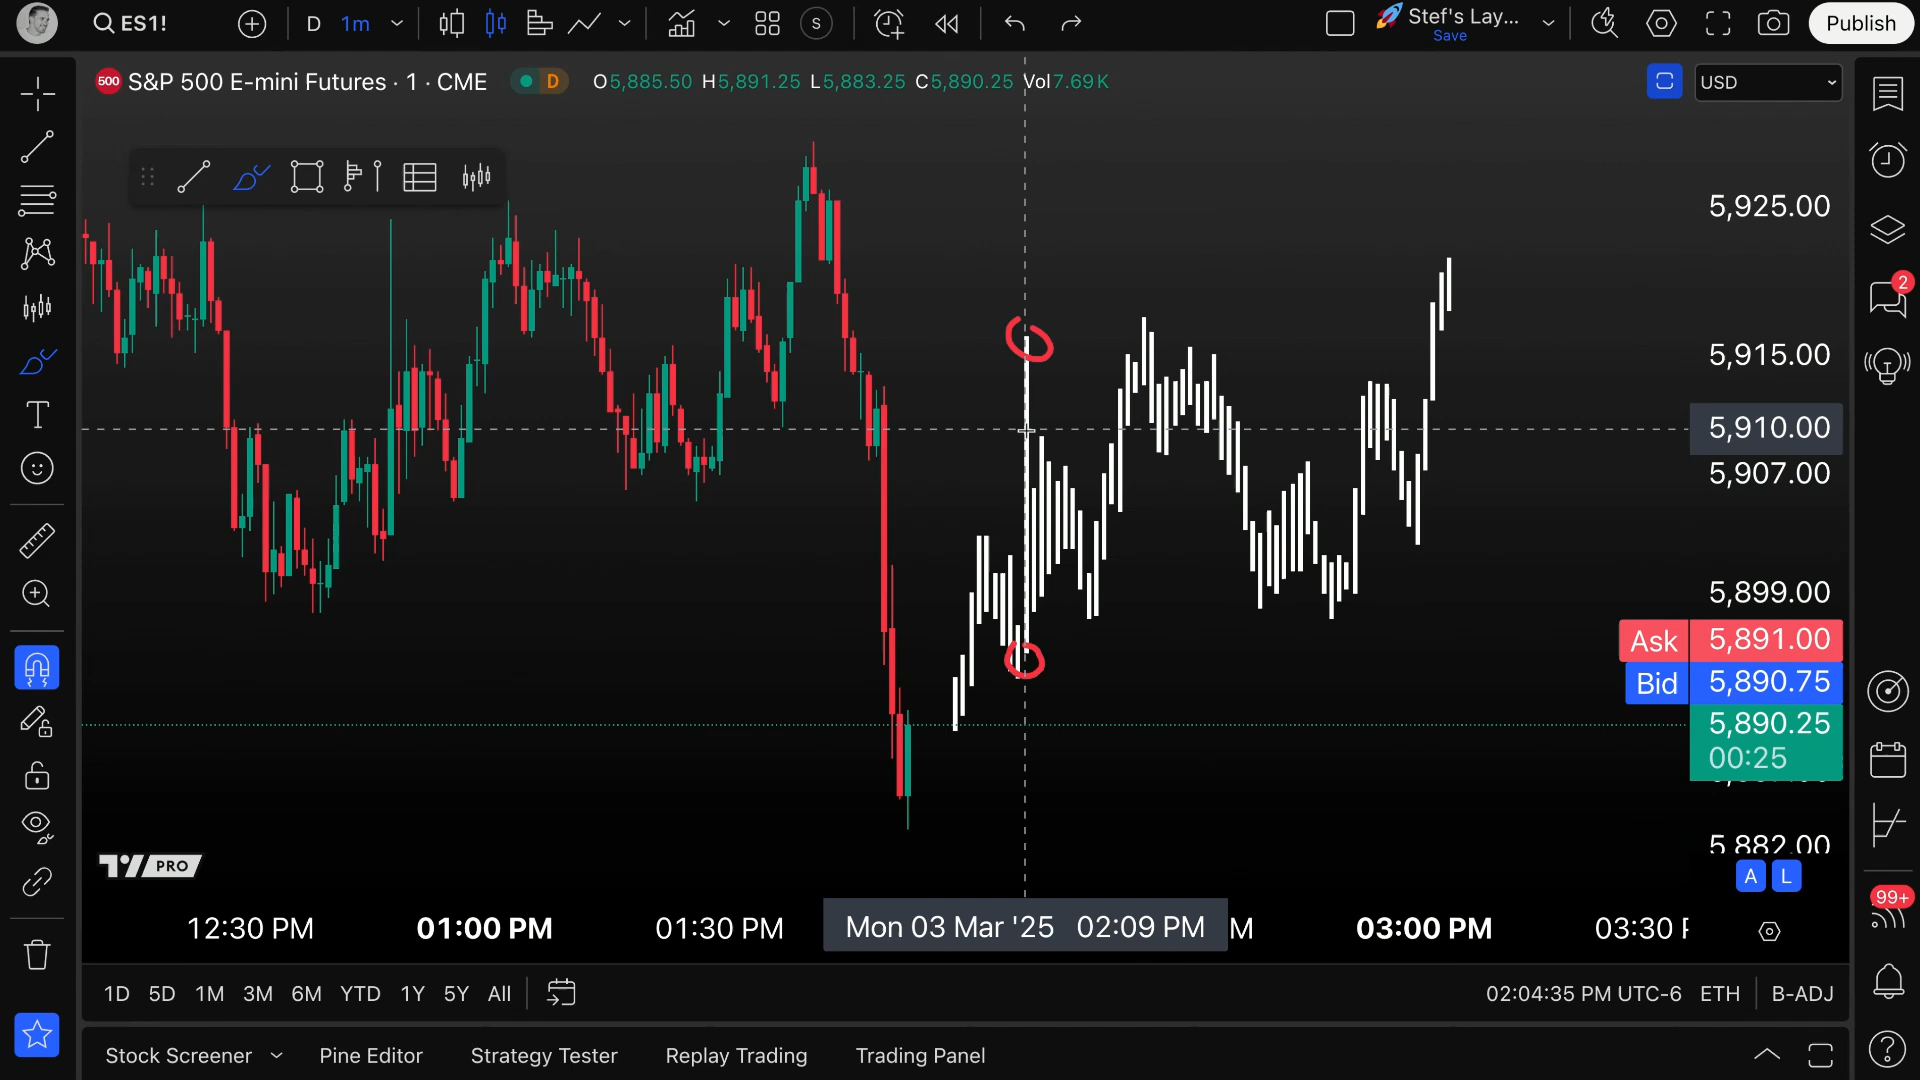 ES1!
D 1m
S
Stef's Lay...
Save
Publish
500 S&P 500 E-mini Futures · 1 · CME D O5,885.50 H5,891.25 L5,883.25 C5,890.25 Vol7.69K
USD
5,925.00
2
5,915.00
5,910.00
5,907.00
5,899.00
Ask 5,891.00
Bid 5,890.75
5,890.25
00:25
5,882.00
PRO
A L
99+
12:30 PM 01:00 PM 01:30 PM Mon 03 Mar '25 02:09 PM M 03:00 PM 03:30
1D 5D 1M 3M 6M YTD 1Y 5Y All
02:04:35 PM UTC-6 ETH B-ADJ
Stock Screener Pine Editor Strategy Tester Replay Trading Trading Panel